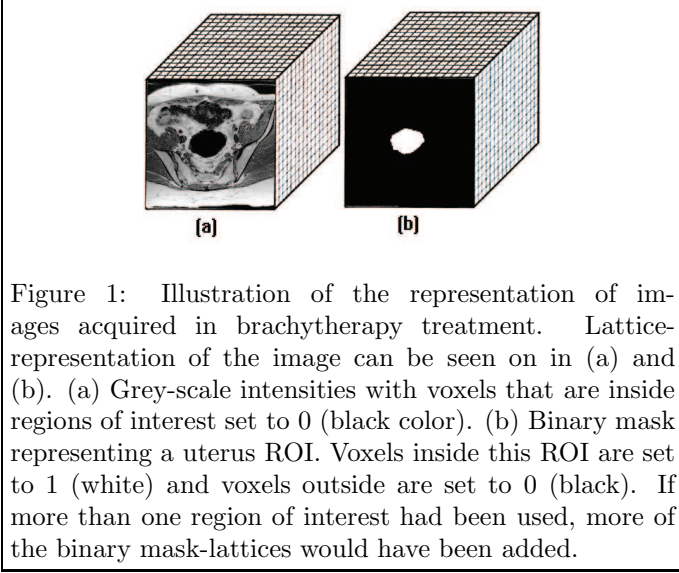 (a)
(b)
Figure 1: Illustration of the representation of im-
ages acquired in brachytherapy treatment. Lattice-
representation of the image can be seen on in (a) and
(b). (a) Grey-scale intensities with voxels that are inside
regions of interest set to 0 (black color). (b) Binary mask
representing a uterus ROI. Voxels inside this ROI are set
to 1 (white) and voxels outside are set to 0 (black). If
more than one region of interest had been used, more of
the binary mask-lattices would have been added.